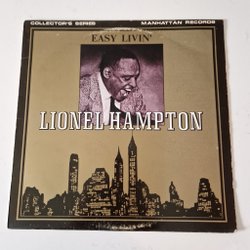 COLLECTOR'S SERIES MANHATTAN RECORDS
EASY LIVIN'
LIONEL HAMPTON